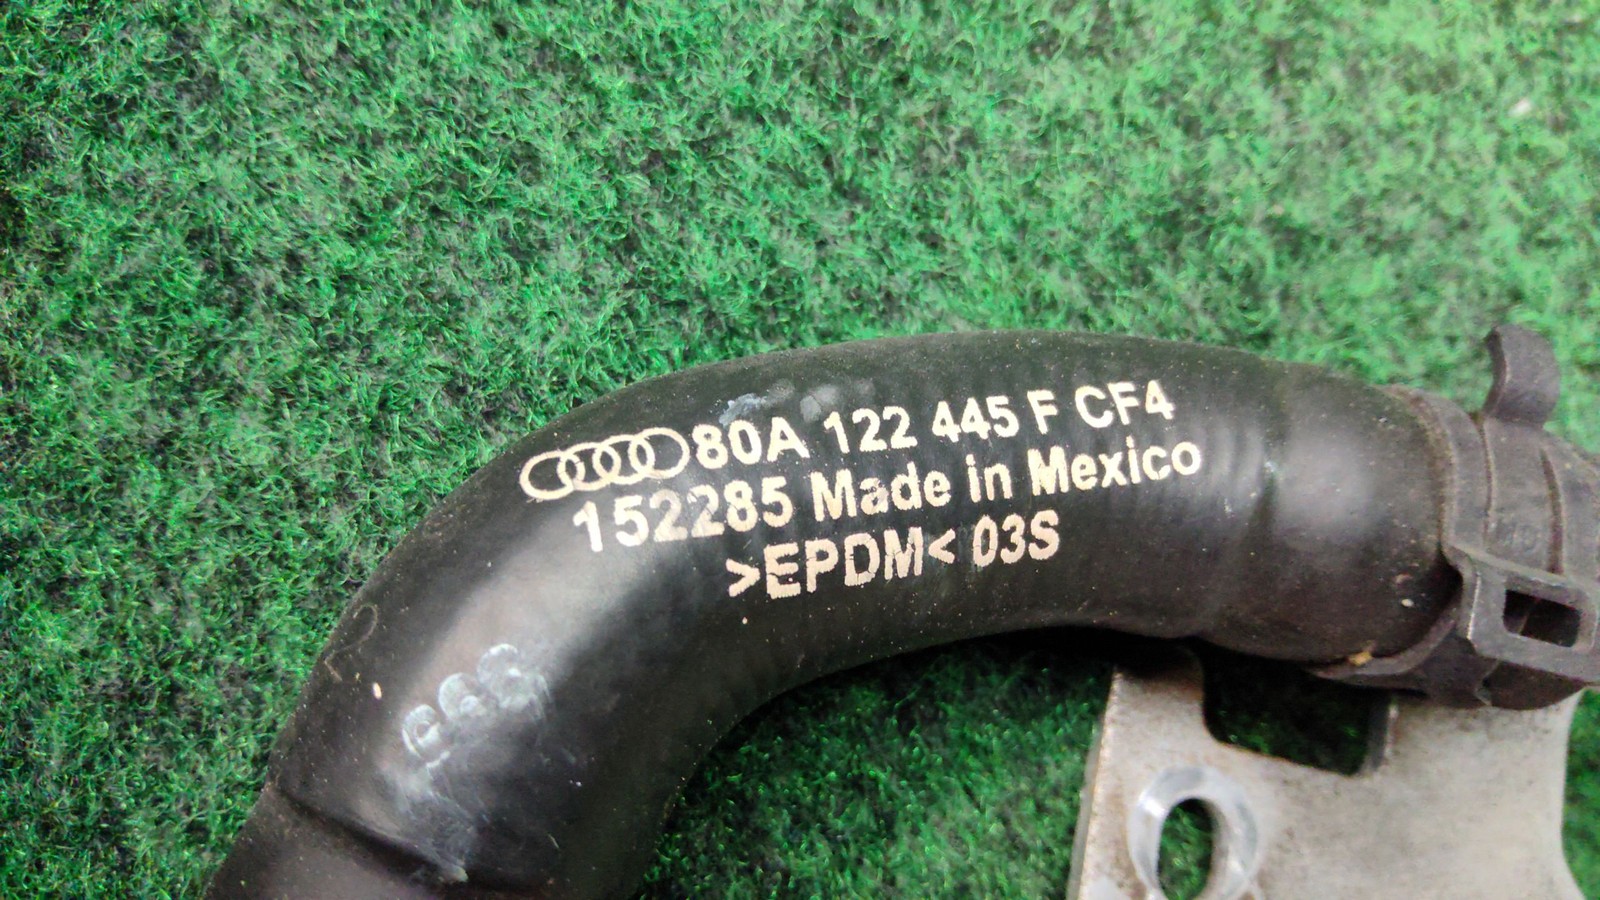 80A 122 445 F CF4
152285 Made in Mexico
>EPDM< 03S